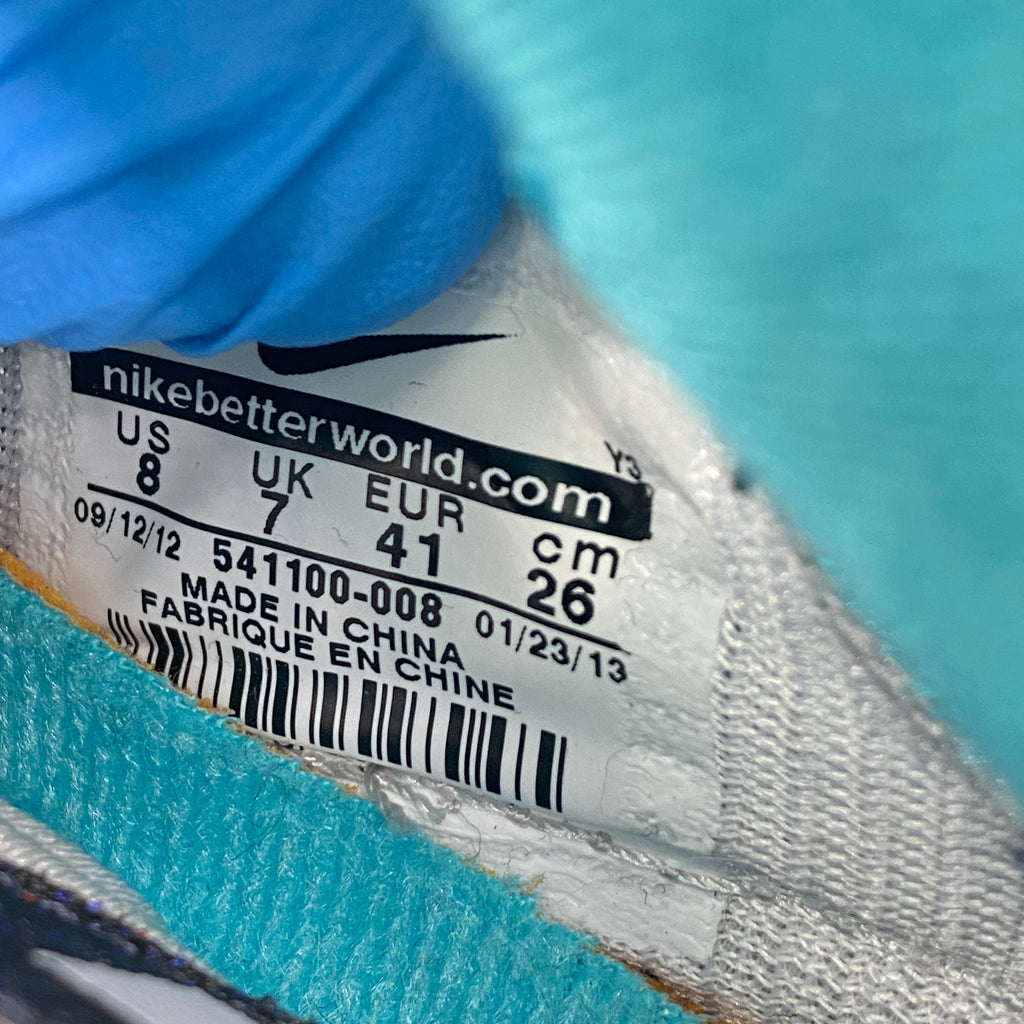 nikebetterworld.com
Y3
US UK EUR cm
8 7 41 26
09/12/12 541100-008 01/23/13
MADE IN CHINA
FABRIQUE EN CHINE